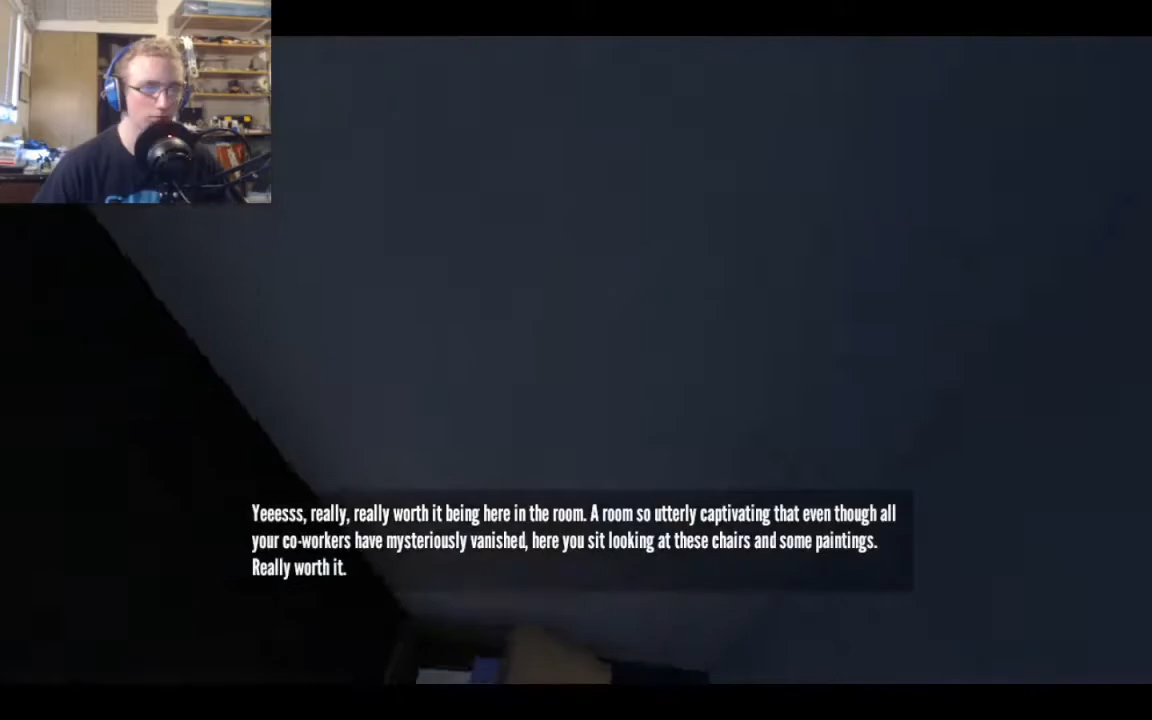 Yeeesss, really, really worth it being here in the room. A room so utterly captivating that even though all
your co-workers have mysteriously vanished, here you sit looking at these chairs and some paintings.
Really worth it.